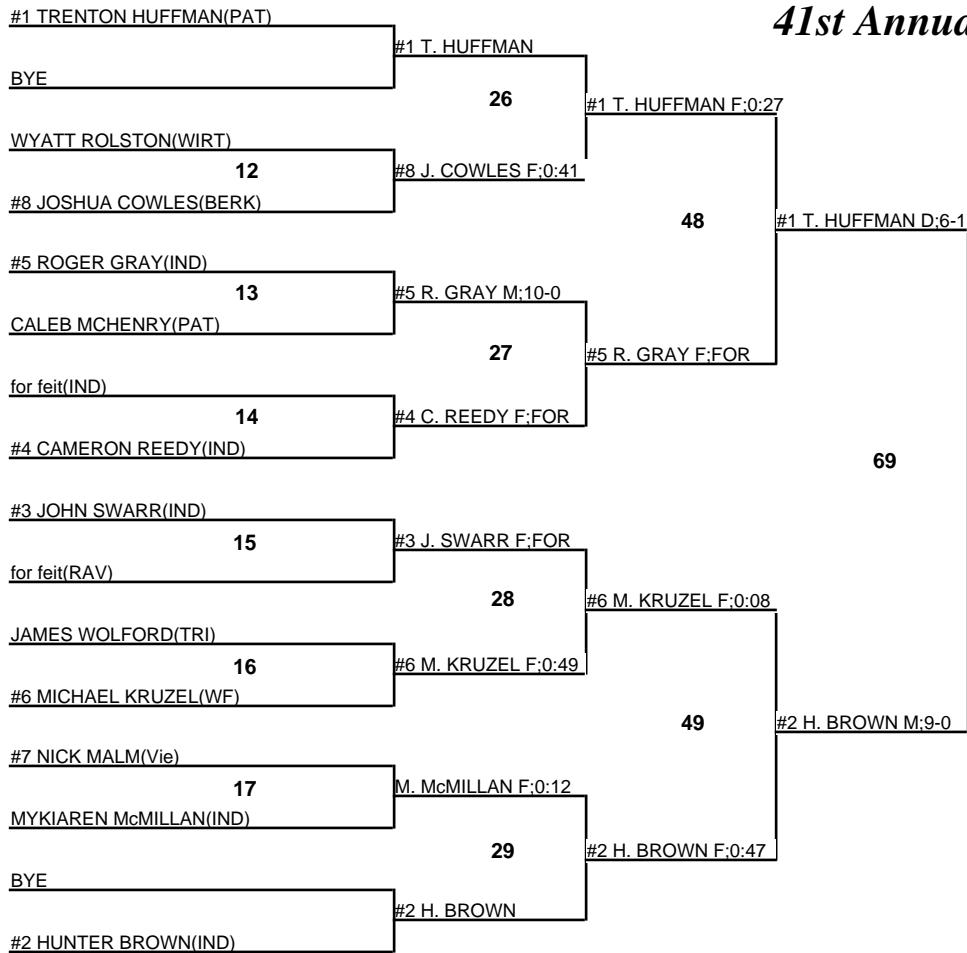 #1 TRENTON HUFFMAN(PAT)
41st Annua
#1 T. HUFFMAN
BYE
26
#1 T. HUFFMAN F;0:27
WYATT ROLSTON(WIRT)
12
#8 J. COWLES F;0:41
#8 JOSHUA COWLES(BERK)
48
#1 T. HUFFMAN D;6-1
#5 ROGER GRAY(IND)
13
#5 R. GRAY M;10-0
CALEB MCHENRY(PAT)
27
#5 R. GRAY F;FOR
for feit(IND)
14
#4 C. REEDY F;FOR
#4 CAMERON REEDY(IND)
69
#3 JOHN SWARR(IND)
15
#3 J. SWARR F;FOR
for feit(RAV)
28
#6 M. KRUZEL F;0:08
JAMES WOLFORD(TRI)
16
#6 M. KRUZEL F;0:49
#6 MICHAEL KRUZEL(WF)
49
#2 H. BROWN M;9-0
#7 NICK MALM(Vie)
17
M. McMILLAN F;0:12
MYKIAREN McMILLAN(IND)
29
#2 H. BROWN F;0:47
BYE
#2 H. BROWN
#2 HUNTER BROWN(IND)